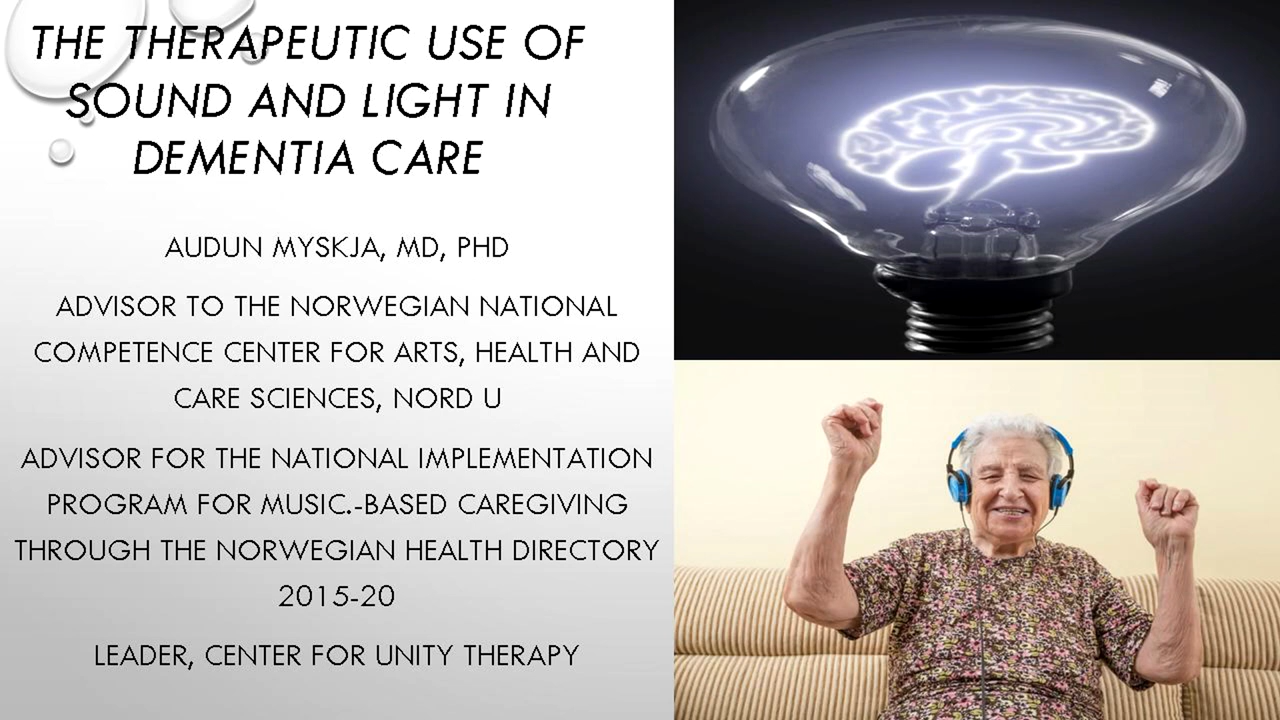 THE THERAPEUTIC USE OF
SOUND AND LIGHT IN
DEMENTIA CARE
AUDUN MYSKJA, MD, PHD
ADVISOR TO THE NORWEGIAN NATIONAL
COMPETENCE CENTER FOR ARTS, HEALTH AND
CARE SCIENCES, NORD U
ADVISOR FOR THE NATIONAL IMPLEMENTATION
PROGRAM FOR MUSIC.-BASED CAREGIVING
THROUGH THE NORWEGIAN HEALTH DIRECTORY
2015-20
LEADER, CENTER FOR UNITY THERAPY